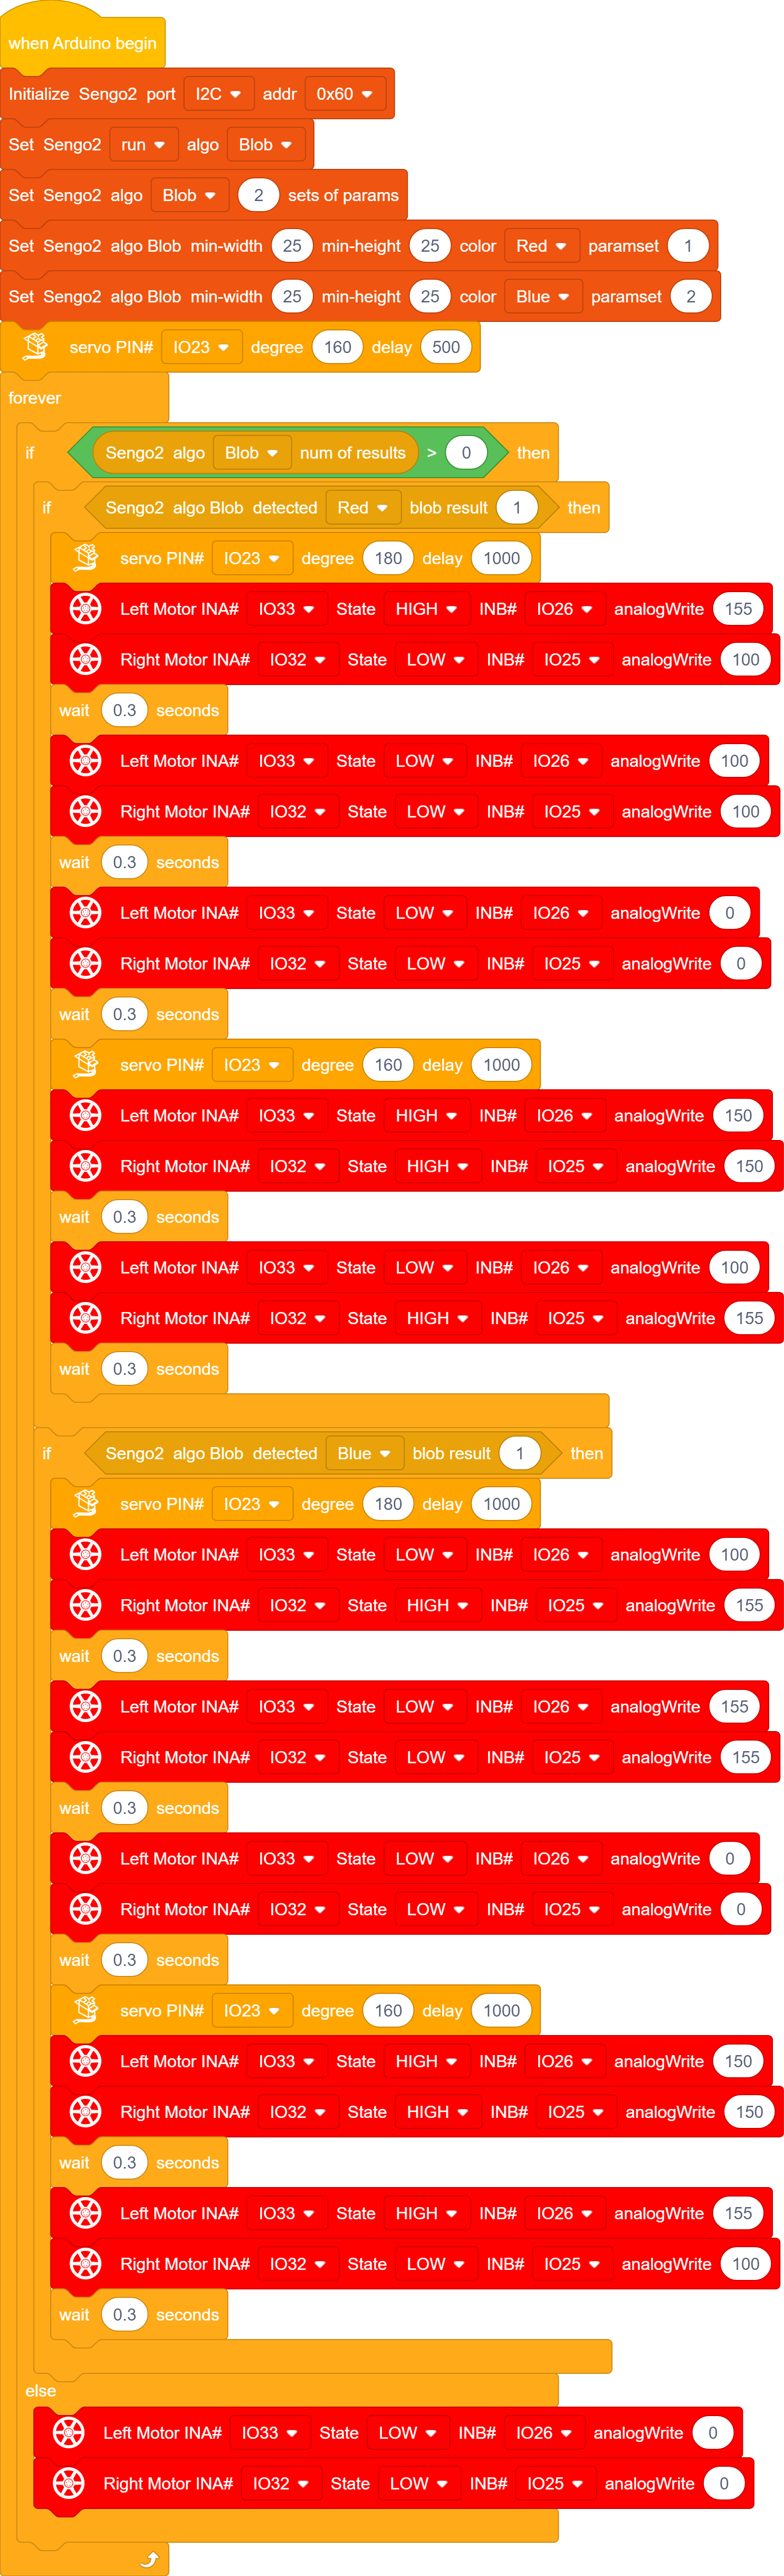 when Arduino begin
Initialize Sengo2 port I2C addr 0x60
Set Sengo2 run algo Blob
Set Sengo2 algo Blob 2 sets of params
Set Sengo2 algo Blob min-width 25 min-height 25 color Red paramset 1
Set Sengo2 algo Blob min-width 25 min-height 25 color Blue paramset 2
servo PIN# IO23 degree 160 delay 500
forever
if Sengo2 algo Blob num of results > 0 then
if Sengo2 algo Blob detected Red blob result 1 then
servo PIN# IO23 degree 180 delay 1000
Left Motor INA# IO33 State HIGH INB# IO26 analogWrite 155
Right Motor INA# IO32 State LOW INB# IO25 analogWrite 100
wait 0.3 seconds
Left Motor INA# IO33 State LOW INB# IO26 analogWrite 100
Right Motor INA# IO32 State LOW INB# IO25 analogWrite 100
wait 0.3 seconds
Left Motor INA# IO33 State LOW INB# IO26 analogWrite 0
Right Motor INA# IO32 State LOW INB# IO25 analogWrite 0
wait 0.3 seconds
servo PIN# IO23 degree 160 delay 1000
Left Motor INA# IO33 State HIGH INB# IO26 analogWrite 150
Right Motor INA# IO32 State HIGH INB# IO25 analogWrite 150
wait 0.3 seconds
Left Motor INA# IO33 State LOW INB# IO26 analogWrite 100
Right Motor INA# IO32 State HIGH INB# IO25 analogWrite 155
wait 0.3 seconds
if Sengo2 algo Blob detected Blue blob result 1 then
servo PIN# IO23 degree 180 delay 1000
Left Motor INA# IO33 State LOW INB# IO26 analogWrite 100
Right Motor INA# IO32 State HIGH INB# IO25 analogWrite 155
wait 0.3 seconds
Left Motor INA# IO33 State LOW INB# IO26 analogWrite 155
Right Motor INA# IO32 State LOW INB# IO25 analogWrite 155
wait 0.3 seconds
Left Motor INA# IO33 State LOW INB# IO26 analogWrite 0
Right Motor INA# IO32 State LOW INB# IO25 analogWrite 0
wait 0.3 seconds
servo PIN# IO23 degree 160 delay 1000
Left Motor INA# IO33 State HIGH INB# IO26 analogWrite 150
Right Motor INA# IO32 State HIGH INB# IO25 analogWrite 150
wait 0.3 seconds
Left Motor INA# IO33 State HIGH INB# IO26 analogWrite 155
Right Motor INA# IO32 State LOW INB# IO25 analogWrite 100
wait 0.3 seconds
else
Left Motor INA# IO33 State LOW INB# IO26 analogWrite 0
Right Motor INA# IO32 State LOW INB# IO25 analogWrite 0